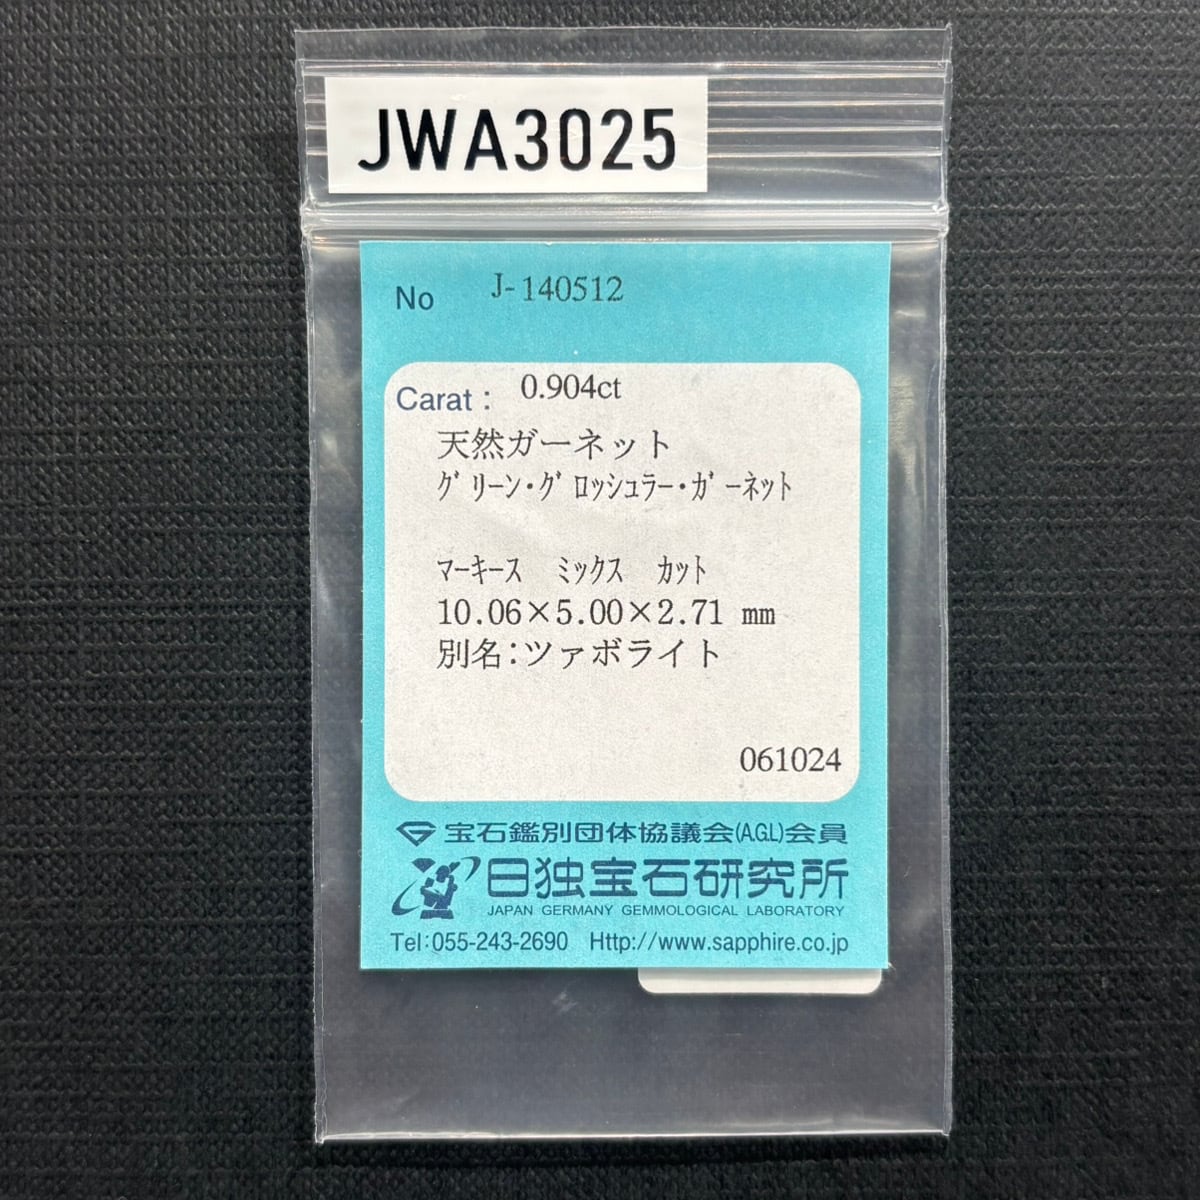 JWA3025
No J-140512
Carat : 0.904ct
天然ガーネット
ｸﾞﾘｰﾝ･ｸﾞﾛｯｼｭﾗｰ･ｶﾞｰﾈｯﾄ
ﾏｰｷｰｽ ﾐｯｸｽ ｶｯﾄ
10.06×5.00×2.71 ㎜
別名:ツァボライト
061024
宝石鑑別団体協議会(A.G.L)会員
日独宝石研究所
JAPAN GERMANY GEMMOLOGICAL LABORATORY
Tel:055-243-2690 Http://www.sapphire.co.jp